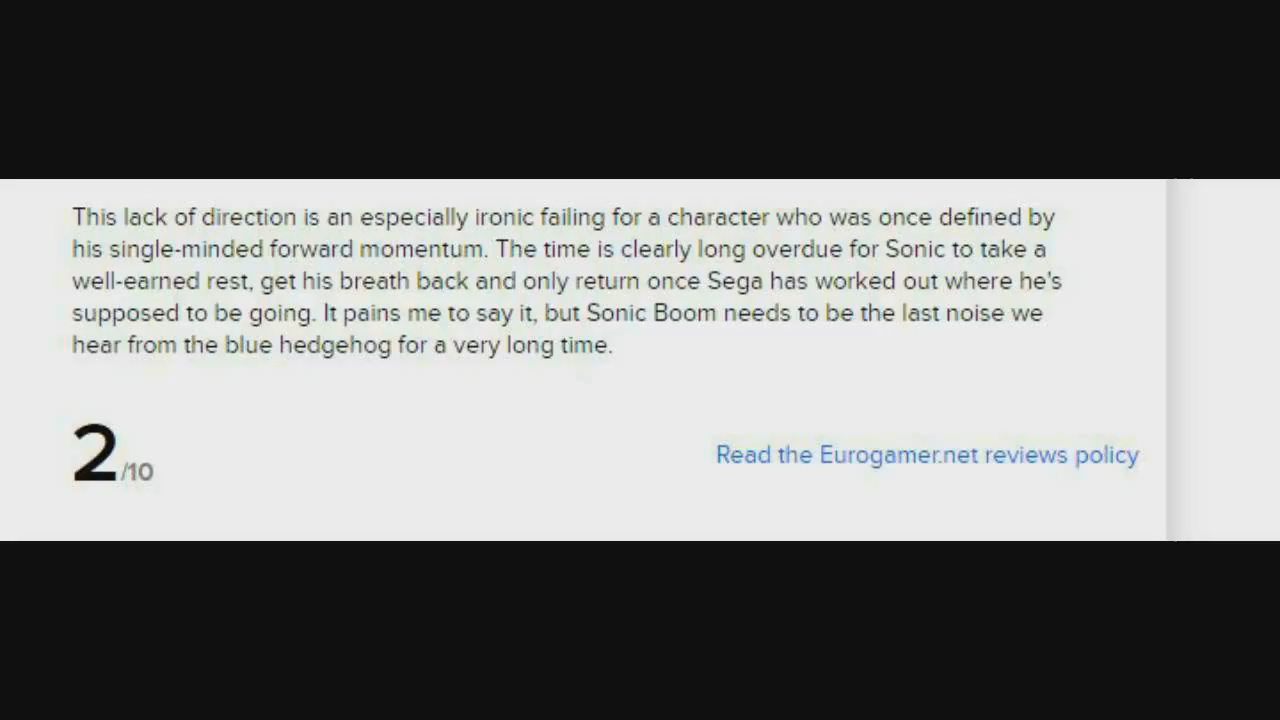 This lack of direction is an especially ironic failing for a character who was once defined by
his single-minded forward momentum. The time is clearly long overdue for Sonic to take a
well-earned rest, get his breath back and only return once Sega has worked out where he's
supposed to be going. It pains me to say it, but Sonic Boom needs to be the last noise we
hear from the blue hedgehog for a very long time.
2/10
Read the Eurogamer.net reviews policy